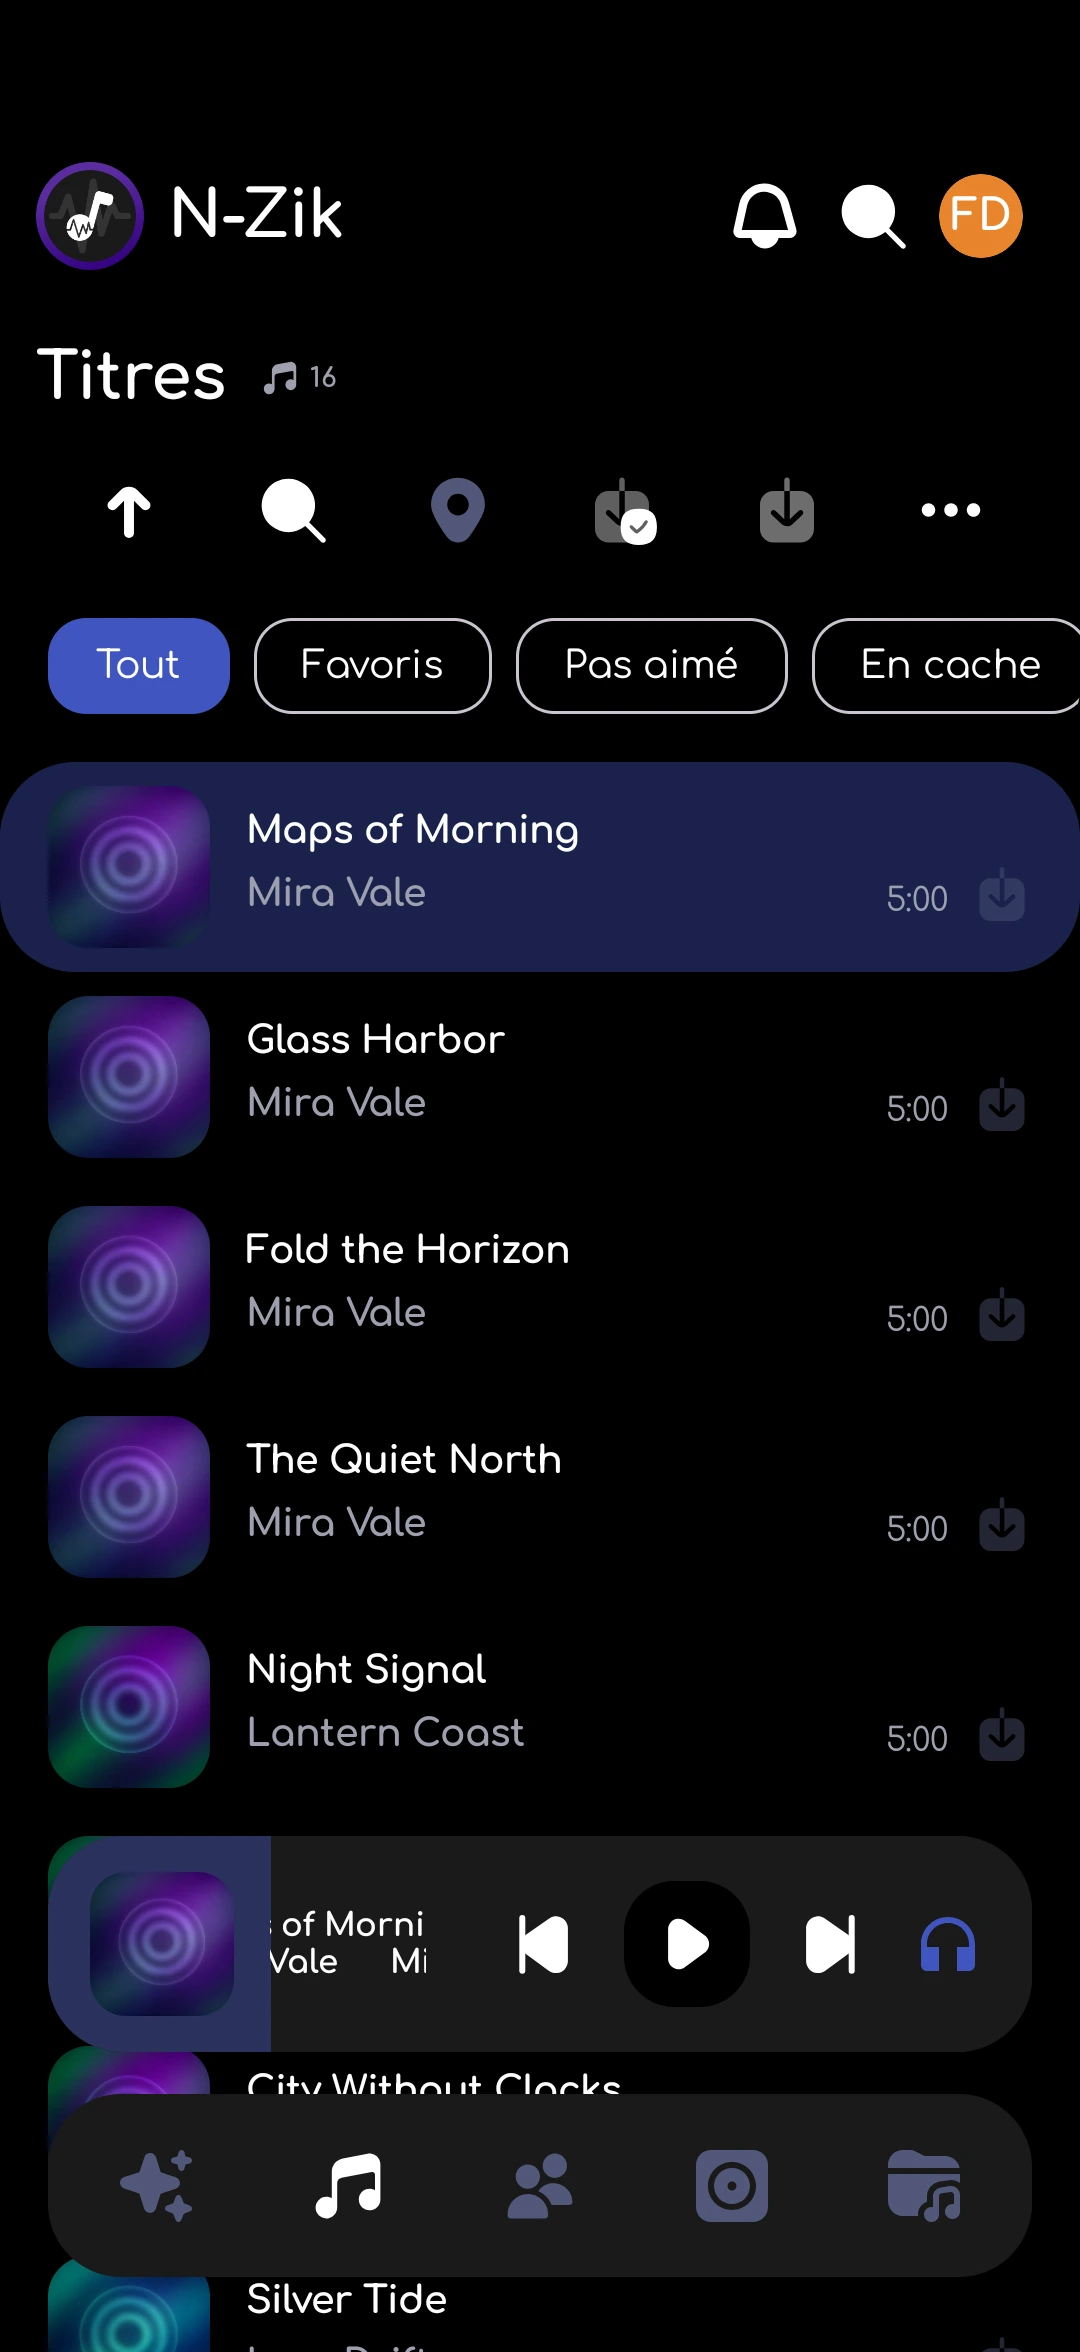 N-Zik
FD
Titres
16
Tout
Favoris
Pas aimé
En cache
Maps of Morning
Mira Vale
5:00
Glass Harbor
Mira Vale
5:00
Fold the Horizon
Mira Vale
5:00
The Quiet North
Mira Vale
5:00
Night Signal
Lantern Coast
5:00
of Morni
Vale Mi
City Without Clocks
Silver Tide